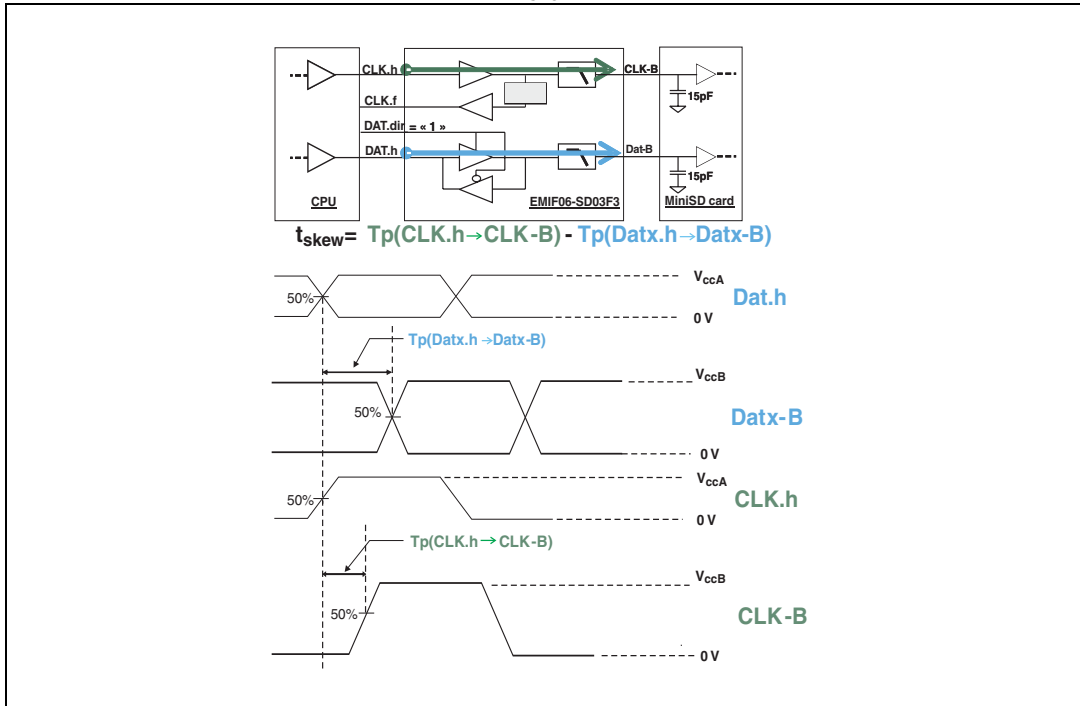 CLK.h
CLK-B
15pF
CLK.f
DAT.dir = « 1 »
DAT.h
Dat-B
15pF
CPU
EMIF06-SD03F3
MiniSD card
tskew= Tp(CLK.h→CLK-B) - Tp(Datx.h→Datx-B)
VccA
50%
Dat.h
0 V
Tp(Datx.h →Datx-B)
VccB
50%
Datx-B
0 V
VccA
50%
CLK.h
0 V
Tp(CLK.h → CLK-B)
VccB
50%
CLK-B
0 V